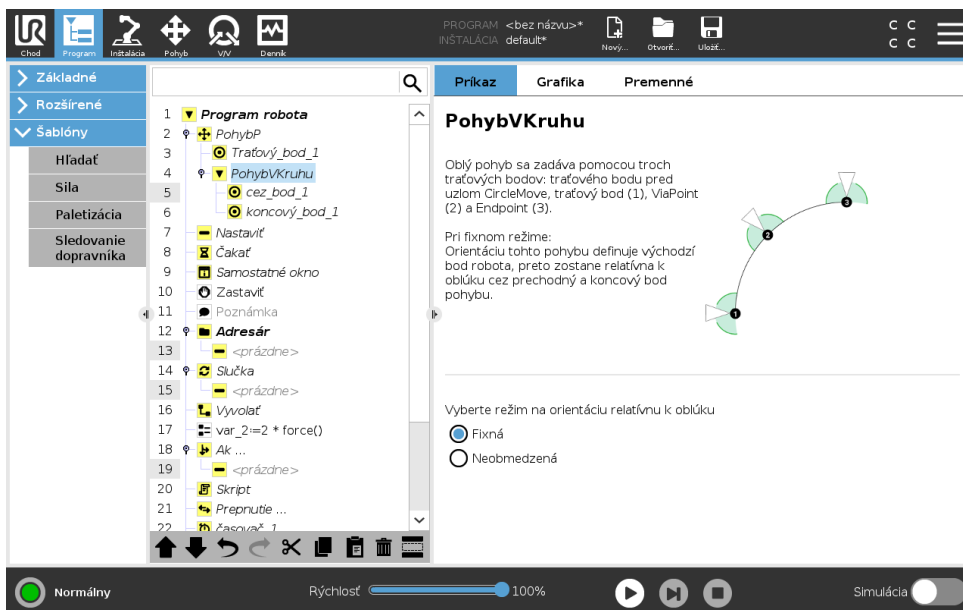 PROGRAM <bez názvu>*
INŠTALÁCIA default*
UR
Chod
Program
Inštalácia
Pohyb
V/V
Denník
Nový...
Otvoriť...
Uložiť...
C C
C C
Základné
Rozšírené
Šablóny
Hľadať
Sila
Paletizácia
Sledovanie
dopravníka
1 Program robota
2 PohybP
3 Traťový_bod_1
4 PohybVKruhu
5 cez_bod_1
6 koncový_bod_1
7 Nastaviť
8 Čakať
9 Samostatné okno
10 Zastaviť
11 Poznámka
12 Adresár
13 <prázdne>
14 Slučka
15 <prázdne>
16 Vyvolať
17 var_2≔2 * force()
18 Ak ...
19 <prázdne>
20 Skript
21 Prepnutie ...
22 časovač_1
Príkaz
Grafika
Premenné
PohybVKruhu
Oblý pohyb sa zadáva pomocou troch
traťových bodov: traťového bodu pred
uzlom CircleMove, traťový bod (1), ViaPoint
(2) a Endpoint (3).
Pri fixnom režime:
Orientáciu tohto pohybu definuje východzí
bod robota, preto zostane relatívna k
oblúku cez prechodný a koncový bod
pohybu.
3
2
1
Vyberte režim na orientáciu relatívnu k oblúku
Fixná
Neobmedzená
Normálny
Rýchlosť
100%
Simulácia